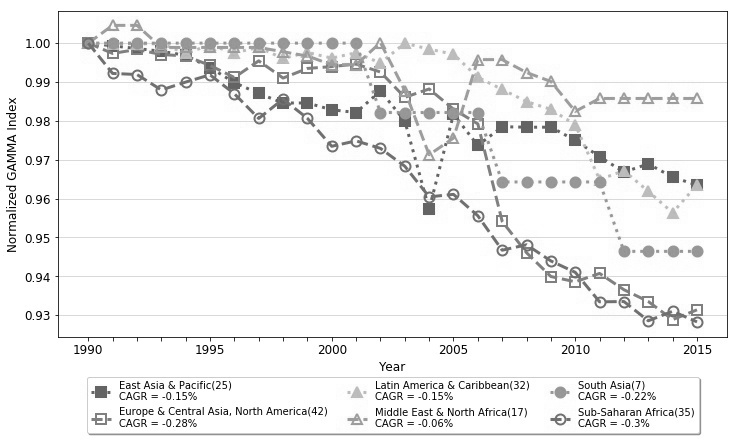 1.00
0.99
0.98
0.97
0.96
0.95
0.94
0.93
Normalized GAMMA Index
1990
1995
2000
2005
2010
2015
Year
East Asia & Pacific(25)
CAGR = -0.15%
Europe & Central Asia, North America(42)
CAGR = -0.28%
Latin America & Caribbean(32)
CAGR = -0.15%
Middle East & North Africa(17)
CAGR = -0.06%
South Asia(7)
CAGR = -0.22%
Sub-Saharan Africa(35)
CAGR = -0.3%